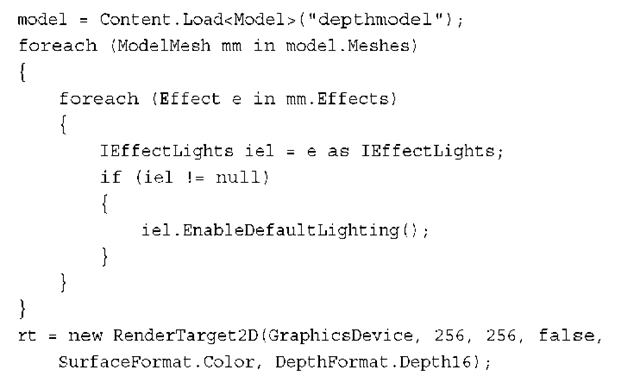 model = Content.Load<Model>("depthmodel");
foreach (ModelMesh mm in model.Meshes)
{
foreach (Effect e in mm.Effects)
{
IEffectLights iel = e as IEffectLights;
if (iel != null)
{
iel.EnableDefaultLighting();
}
}
}
rt = new RenderTarget2D(GraphicsDevice, 256, 256, false,
SurfaceFormat.Color, DepthFormat.Depth16);